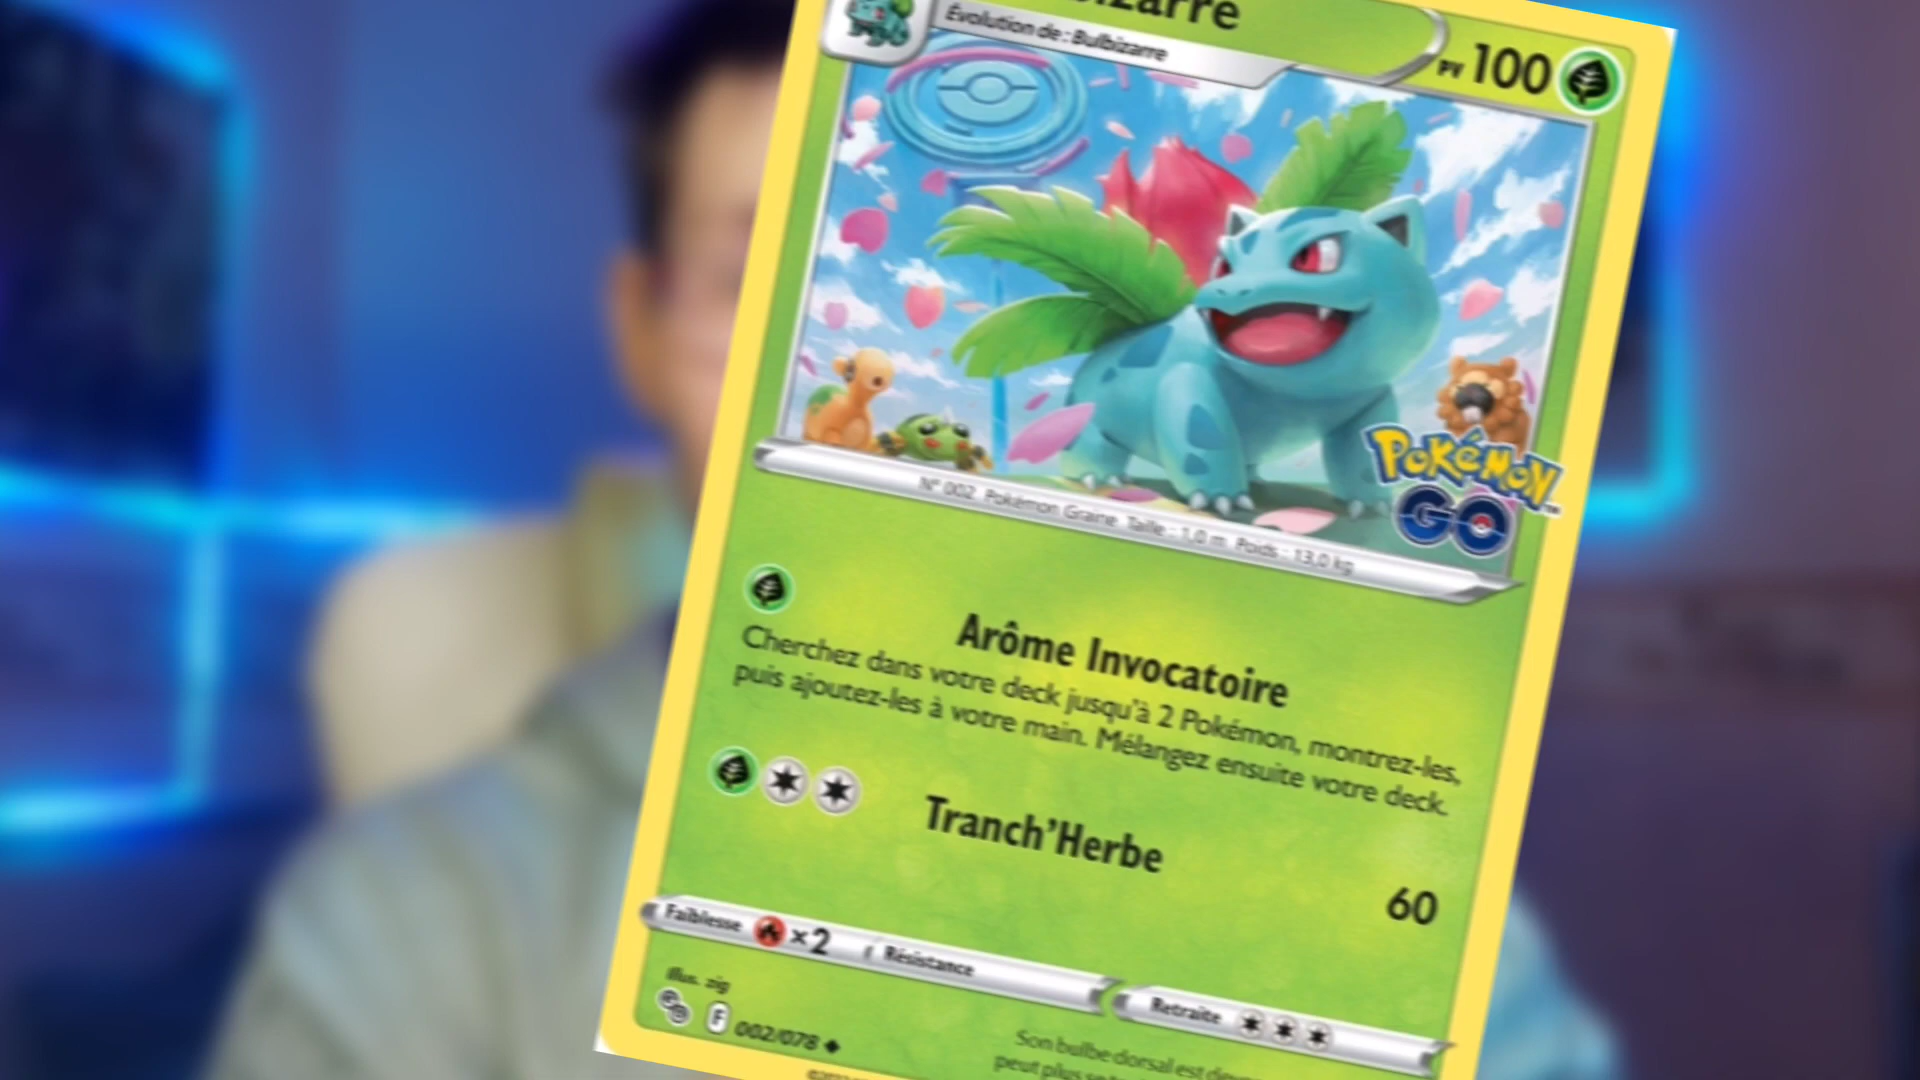 Évolution de : Bulbizarre
PV 100
POKÉMON
GO
N° 002 Pokémon Graine Taille : 1,0 m Poids : 13,0 kg
Arôme Invocatoire
Cherchez dans votre deck jusqu'à 2 Pokémon, montrez-les,
puis ajoutez-les à votre main. Mélangez ensuite votre deck.
Tranch'Herbe
60
Faiblesse ×2 Résistance
Retraite
Illus. zig
F 002/078
Son bulbe dorsal est
peut plus